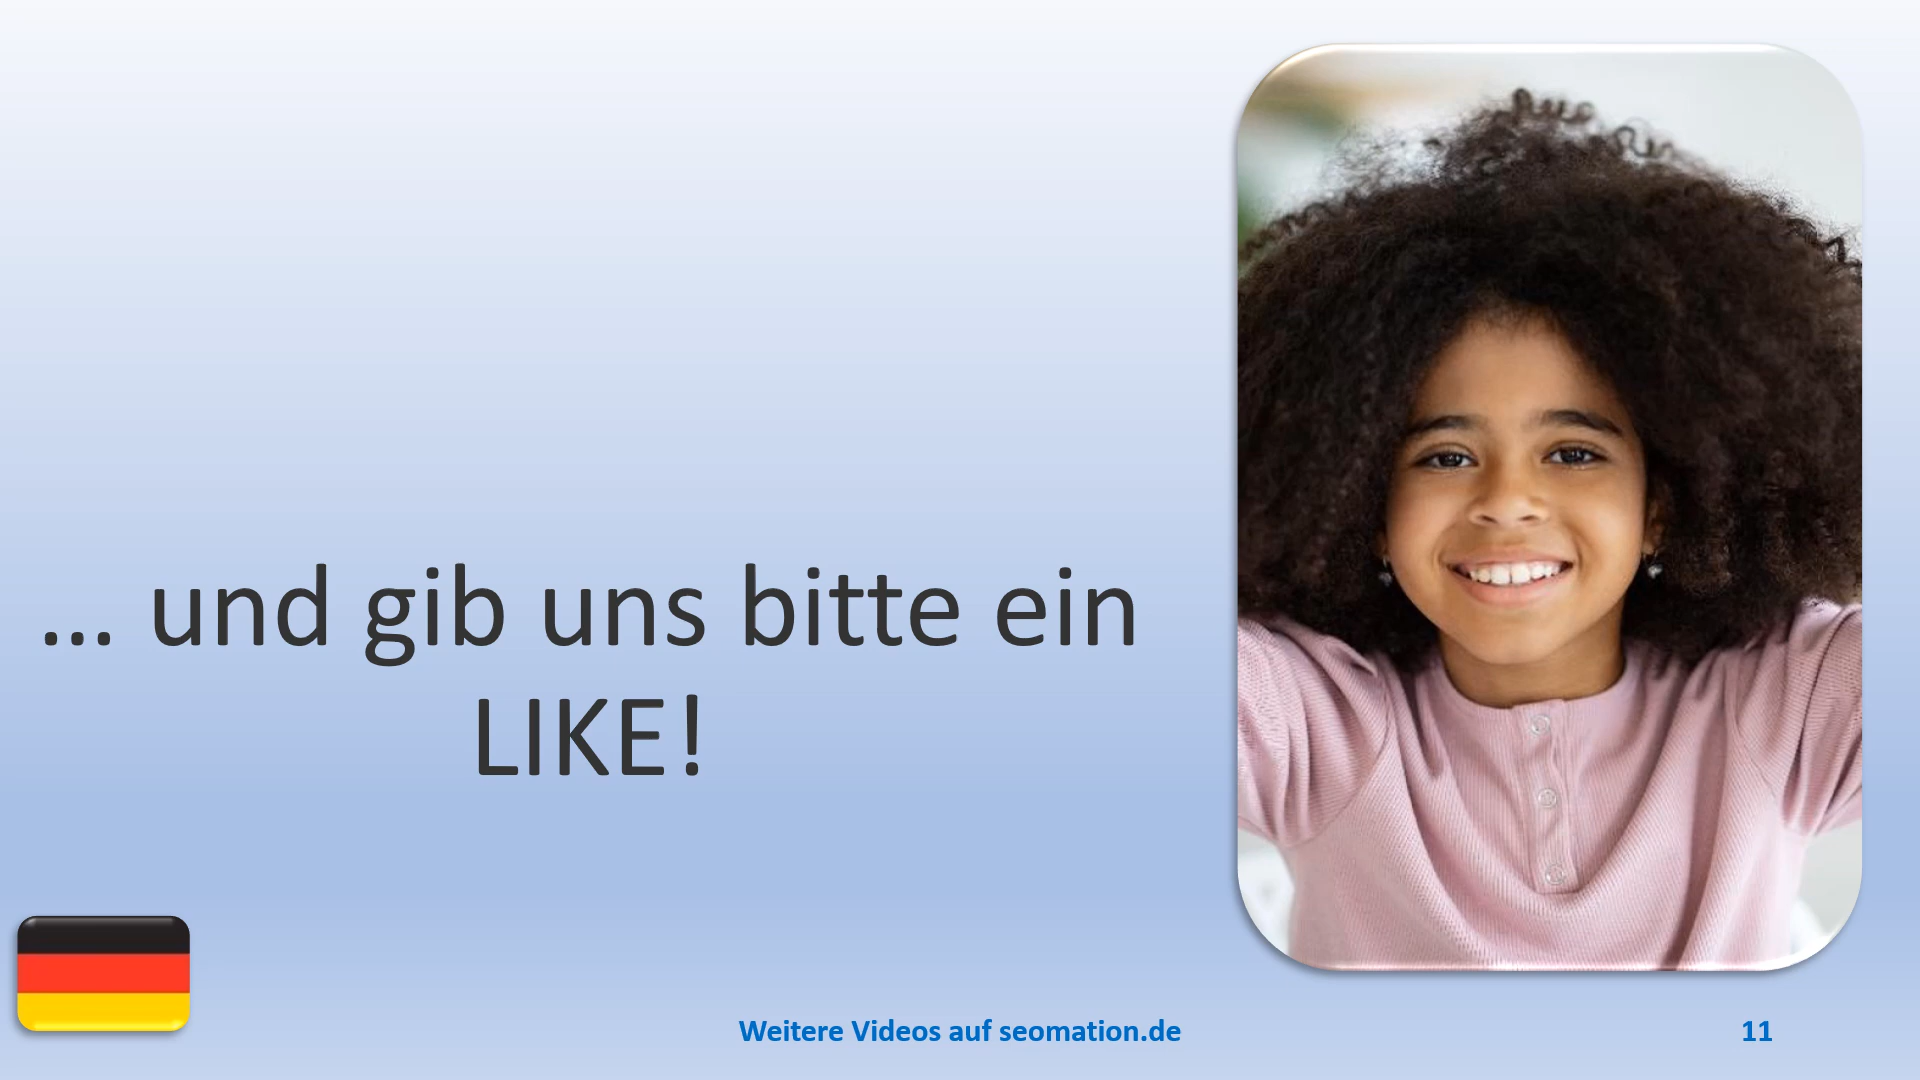 ... und gib uns bitte ein
LIKE!
Weitere Videos auf seomation.de
11